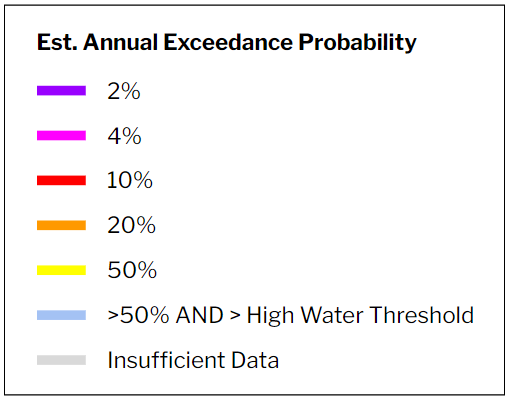 Est. Annual Exceedance Probability
2%
4%
10%
20%
50%
>50% AND > High Water Threshold
Insufficient Data